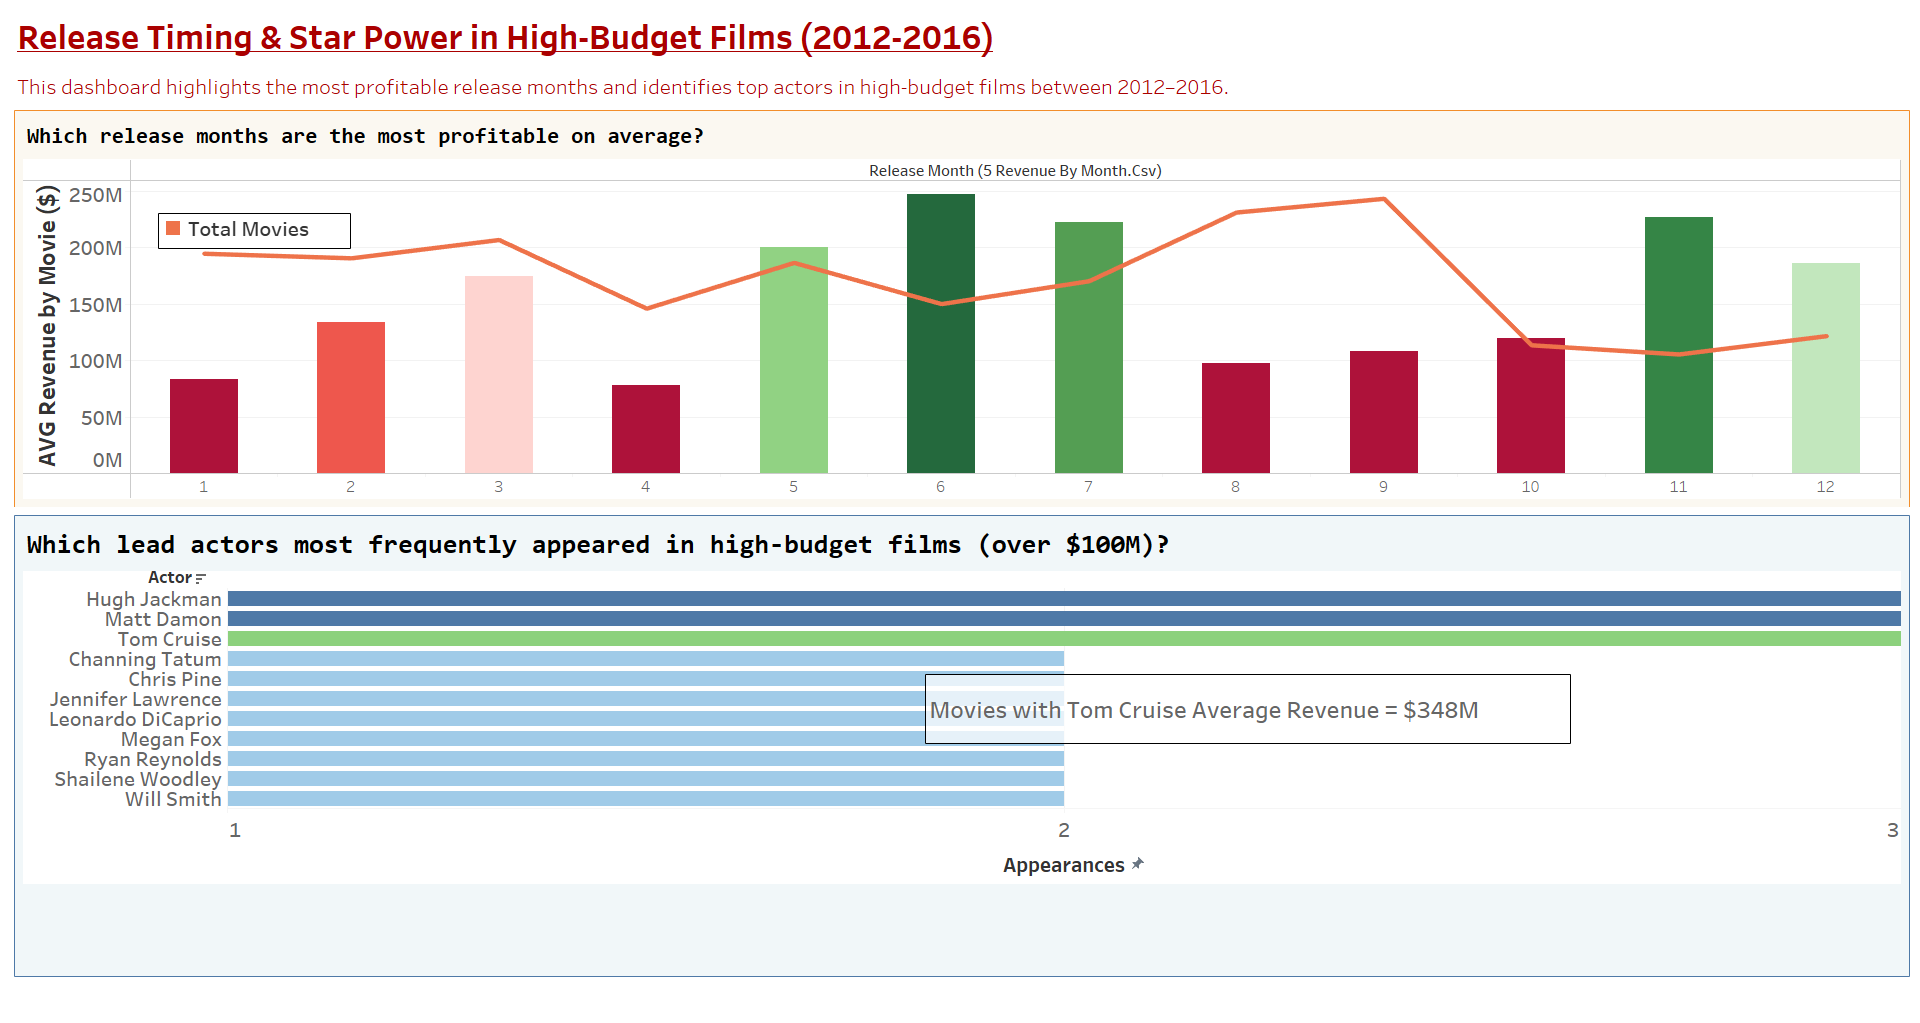 Release Timing & Star Power in High-Budget Films (2012-2016)
This dashboard highlights the most profitable release months and identifies top actors in high-budget films between 2012–2016.
Which release months are the most profitable on average?
Release Month (5 Revenue By Month.Csv)
AVG Revenue by Movie ($)
250M
200M
150M
100M
50M
0M
Total Movies
1 2 3 4 5 6 7 8 9 10 11 12
Which lead actors most frequently appeared in high-budget films (over $100M)?
Actor
Hugh Jackman
Matt Damon
Tom Cruise
Channing Tatum
Chris Pine
Jennifer Lawrence
Leonardo DiCaprio
Megan Fox
Ryan Reynolds
Shailene Woodley
Will Smith
Movies with Tom Cruise Average Revenue = $348M
1 2 3
Appearances